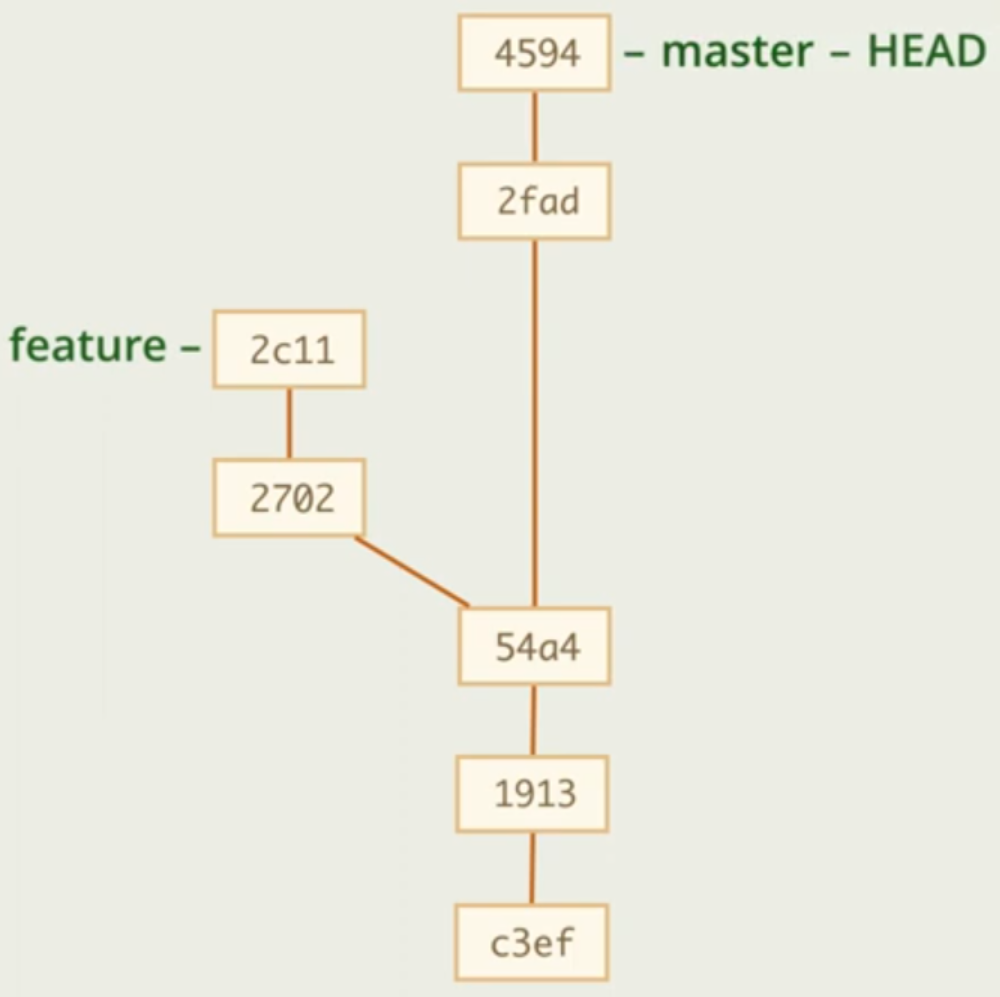 4594 – master – HEAD
2fad
feature – 2c11
2702
54a4
1913
c3ef